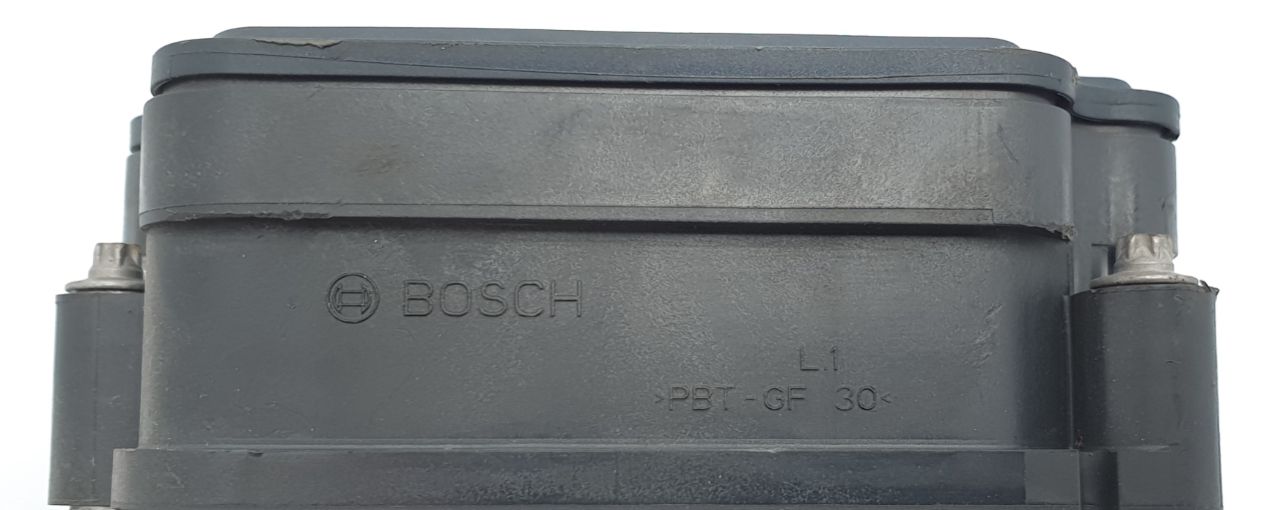 BOSCH
L.1
>PBT-GF 30<